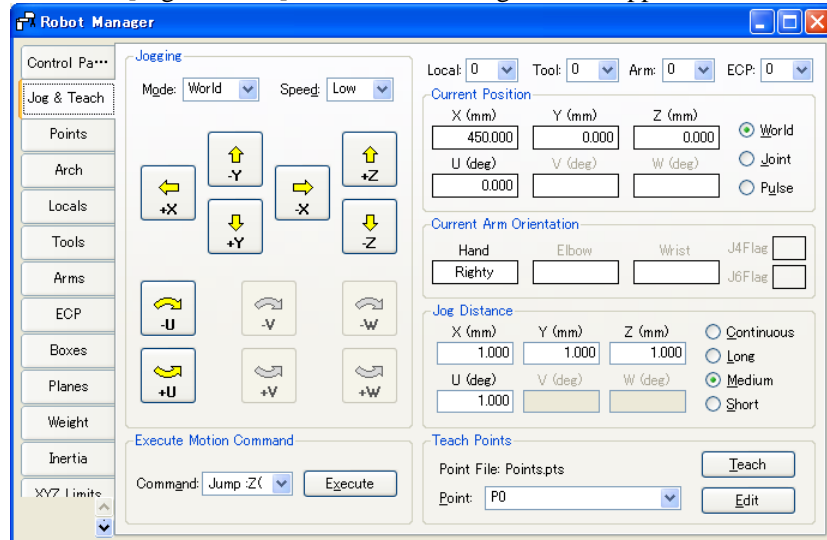 Robot Manager
Control Pa···
Jog & Teach
Points
Arch
Locals
Tools
Arms
ECP
Boxes
Planes
Weight
Inertia
XYZ Limits
Jogging
Mode: World Speed: Low
-Y +Z
+X -X
+Y -Z
-U -V -W
+U +V +W
Execute Motion Command
Command: Jump :Z( Execute
Local: 0 Tool: 0 Arm: 0 ECP: 0
Current Position
X (mm) Y (mm) Z (mm)
450.000 0.000 0.000 World
U (deg) V (deg) W (deg) Joint
0.000 Pulse
Current Arm Orientation
Hand Elbow Wrist J4Flag
Righty J6Flag
Jog Distance
X (mm) Y (mm) Z (mm) Continuous
1.000 1.000 1.000 Long
U (deg) V (deg) W (deg) Medium
1.000 Short
Teach Points
Point File: Points.pts Teach
Point: P0 Edit